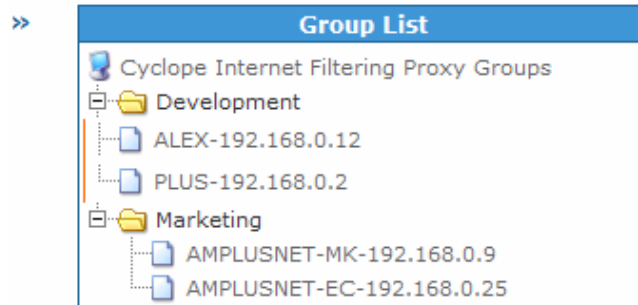 »
Group List
Cyclope Internet Filtering Proxy Groups
Development
ALEX-192.168.0.12
PLUS-192.168.0.2
Marketing
AMPLUSNET-MK-192.168.0.9
AMPLUSNET-EC-192.168.0.25